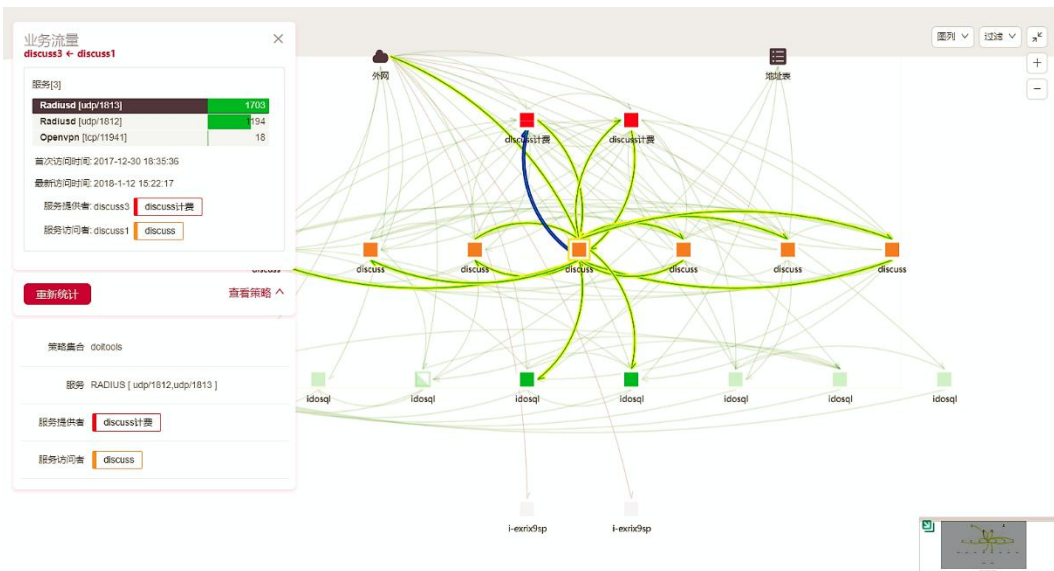 业务流量
discuss3 ← discuss1
服务[3]
Radiusd [udp/1813] 1703
Radiusd [udp/1812] 1194
Openvpn [tcp/11941] 18
首次访问时间: 2017-12-30 18:35:36
最新访问时间: 2018-1-12 15:22:17
服务提供者: discuss3 discuss计费
服务访问者: discuss1 discuss
重新统计 查看策略
策略集合 doitools
服务 RADIUS [ udp/1812,udp/1813 ]
服务提供者 discuss计费
服务访问者 discuss
图列 过滤
外网 地址表
discuss计费 discuss计费
discuss discuss discuss discuss discuss discuss discuss
idosql idosql idosql idosql idosql idosql idosql
i-exrix9sp i-exrix9sp